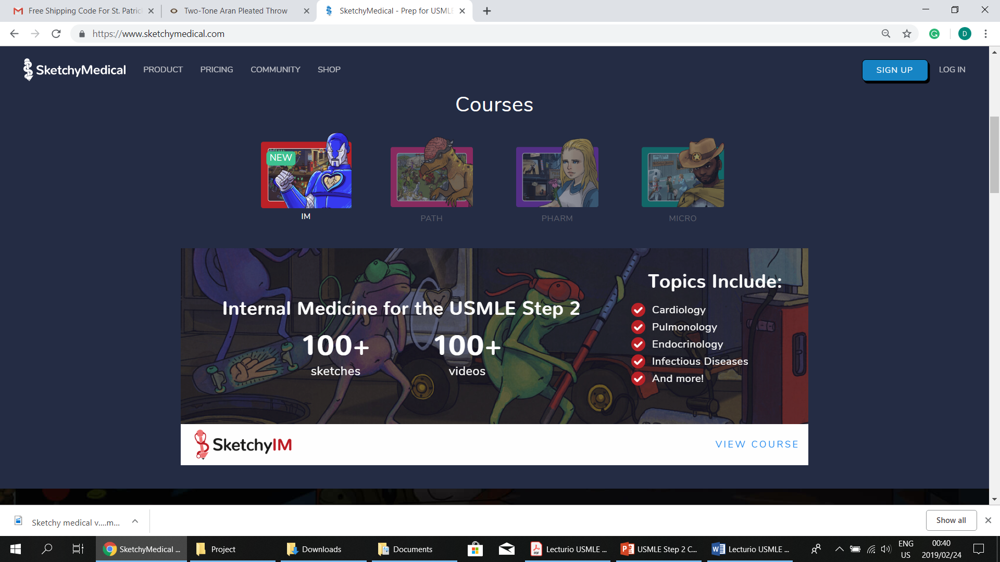 Free Shipping Code For St. Patric
Two-Tone Aran Pleated Throw
SketchyMedical - Prep for USMLE
https://www.sketchymedical.com
D
SketchyMedical
PRODUCT
PRICING
COMMUNITY
SHOP
SIGN UP
LOG IN
Courses
NEW
IM
PATH
PHARM
MICRO
Internal Medicine for the USMLE Step 2
100+
sketches
100+
videos
Topics Include:
Cardiology
Pulmonology
Endocrinology
Infectious Diseases
And more!
SketchyIM
VIEW COURSE
Sketchy medical v....m...
Show all
SketchyMedical ...
Project
Downloads
Documents
Lecturio USMLE ...
USMLE Step 2 C...
Lecturio USMLE ...
ENG
US
00:40
2019/02/24